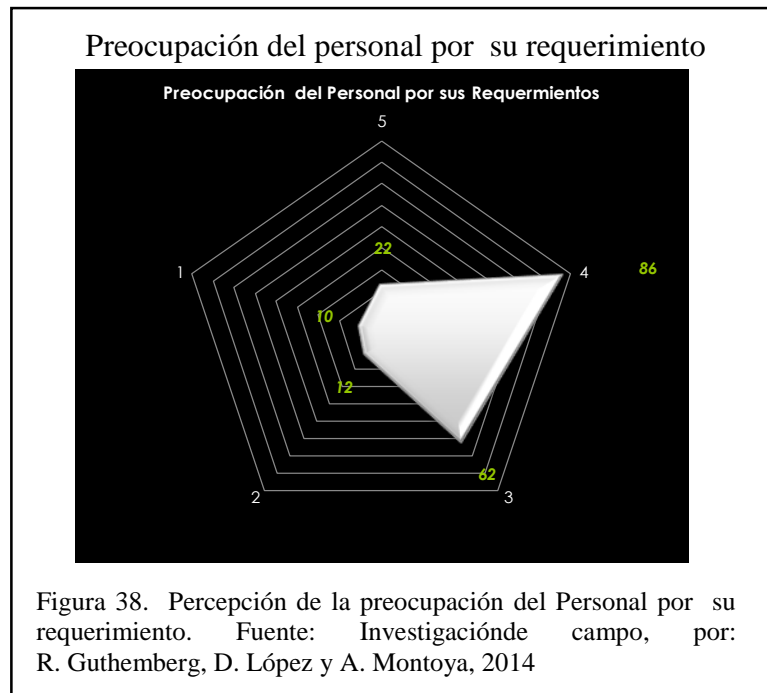 Preocupación del personal por su requerimiento
Preocupación del Personal por sus Requermientos
5
22
1
4
86
10
12
62
2
3
Figura 38. Percepción de la preocupación del Personal por su
requerimiento. Fuente: Investigaciónde campo, por:
R. Guthemberg, D. López y A. Montoya, 2014